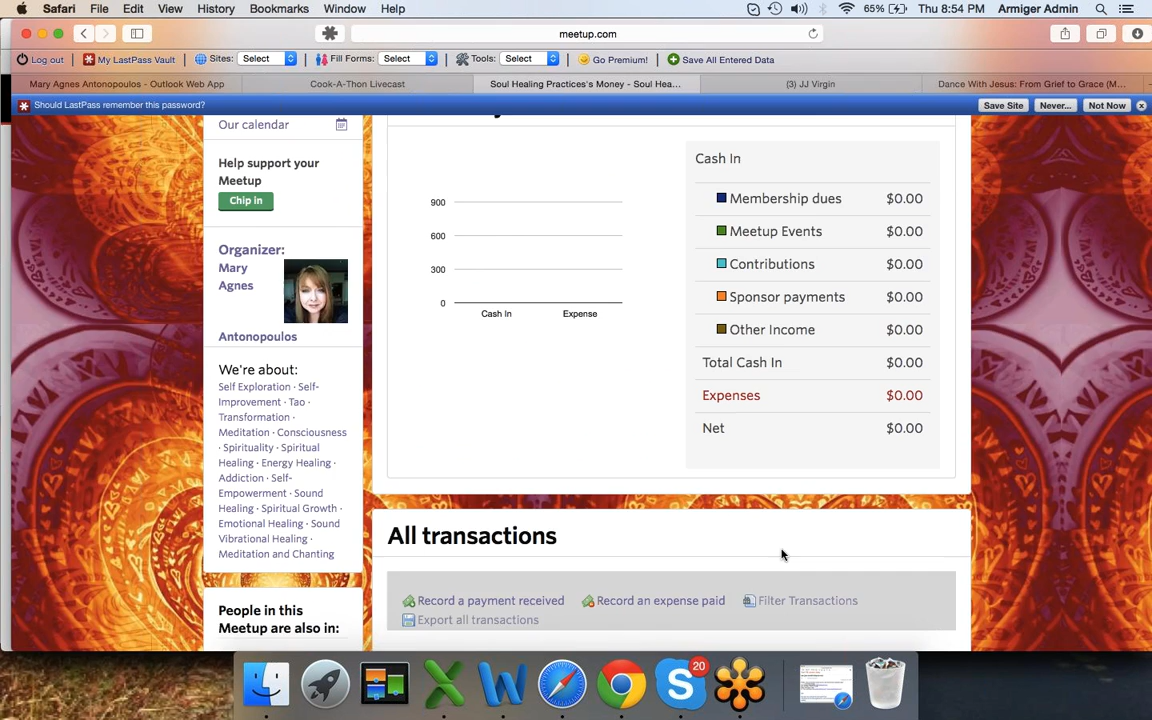 Safari File Edit View History Bookmarks Window Help 65% Thu 8:54 PM Armiger Admin
meetup.com
Log out My LastPass Vault Sites: Select Fill Forms: Select Tools: Select Go Premium! Save All Entered Data
Mary Agnes Antonopoulos - Outlook Web App Cook-A-Thon Livecast Soul Healing Practices's Money - Soul Hea... (3) JJ Virgin Dance With Jesus: From Grief to Grace (M...
Should LastPass remember this password? Save Site Never... Not Now
Our calendar
Help support your
Meetup
Chip in
Organizer:
Mary
Agnes
Antonopoulos
We're about:
Self Exploration · Self-
Improvement · Tao ·
Transformation ·
Meditation · Consciousness
· Spirituality · Spiritual
Healing · Energy Healing ·
Addiction · Self-
Empowerment · Sound
Healing · Spiritual Growth ·
Emotional Healing · Sound
Vibrational Healing ·
Meditation and Chanting
People in this
Meetup are also in:
900
600
300
0
Cash In Expense
Cash In
Membership dues $0.00
Meetup Events $0.00
Contributions $0.00
Sponsor payments $0.00
Other Income $0.00
Total Cash In $0.00
Expenses $0.00
Net $0.00
All transactions
Record a payment received Record an expense paid Filter Transactions
Export all transactions
20